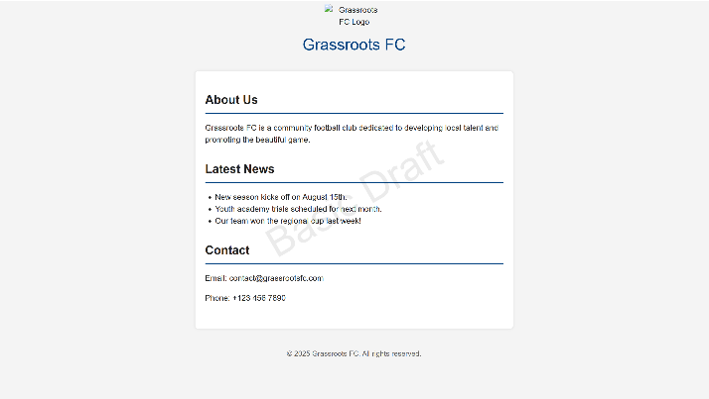 Grassroots
FC Logo
Grassroots FC
About Us
Grassroots FC is a community football club dedicated to developing local talent and
promoting the beautiful game.
Latest News
• New season kicks off on August 15th.
• Youth academy trials scheduled for next month.
• Our team won the regional cup last week!
Basic Draft
Contact
Email: contact@grassrootsfc.com
Phone: +123 456 7890
© 2025 Grassroots FC. All rights reserved.